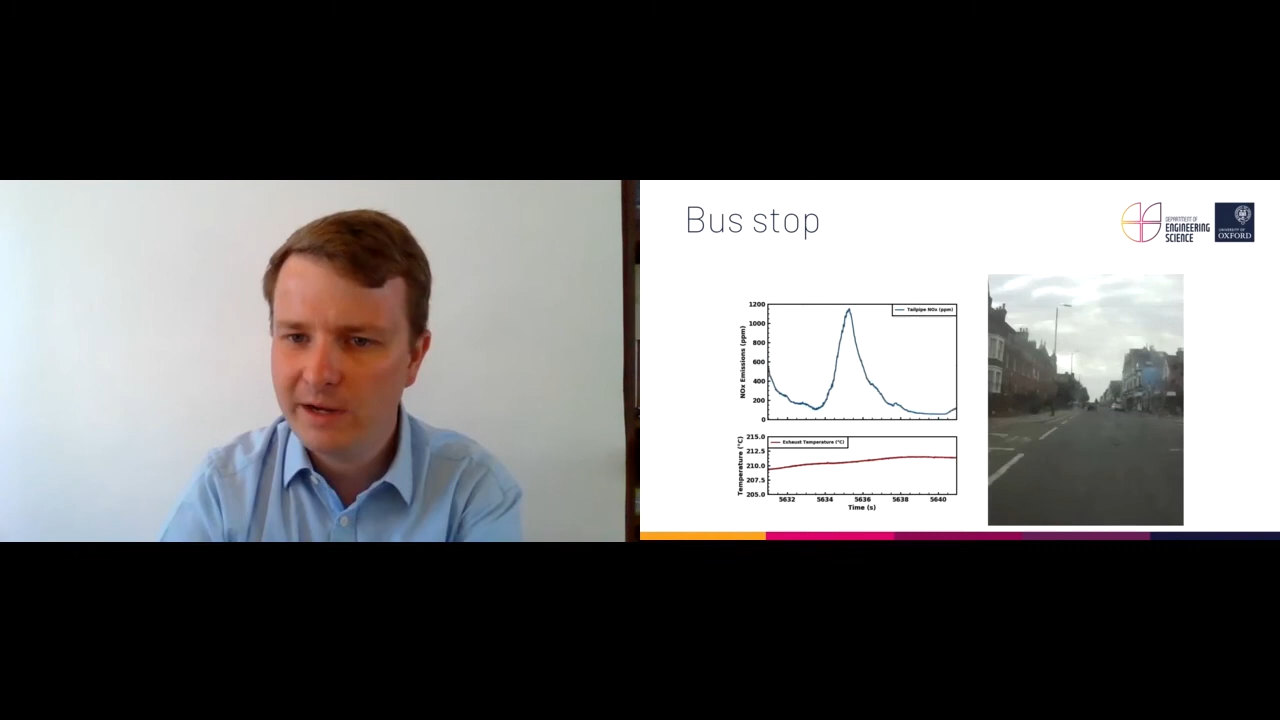 Bus stop
DEPARTMENT OF
ENGINEERING
SCIENCE
UNIVERSITY OF
OXFORD
1200
1000
800
600
400
200
0
NOx Emissions (ppm)
Tailpipe NOx (ppm)
215.0
212.5
210.0
207.5
205.0
Temperature (°C)
Exhaust Temperature (°C)
5632 5634 5636 5638 5640
Time (s)